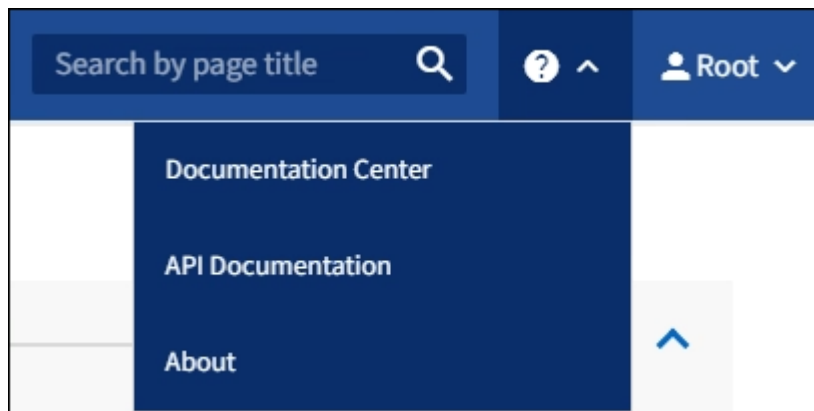 Search by page title
Root
Documentation Center
API Documentation
About